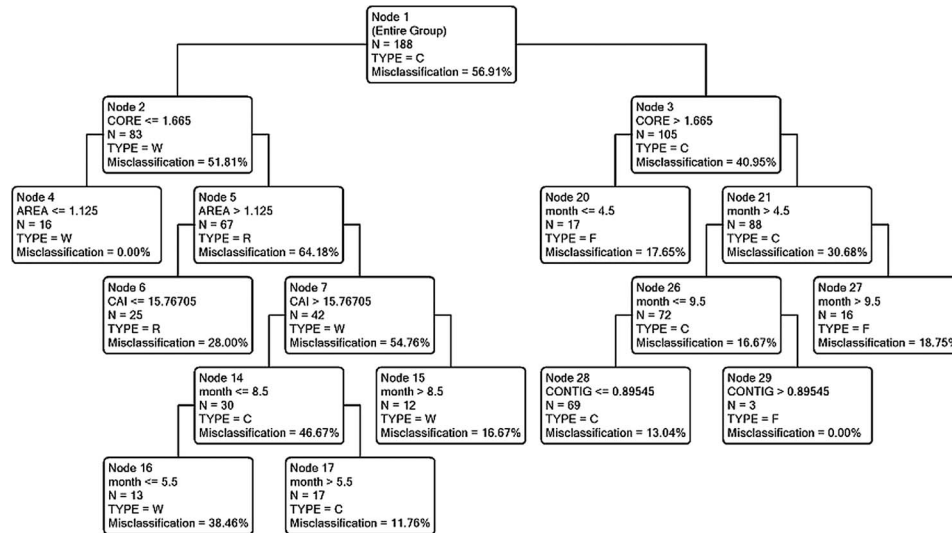 Node 1
(Entire Group)
N = 188
TYPE = C
Misclassification = 56.91%
Node 2
CORE <= 1.665
N = 83
TYPE = W
Misclassification = 51.81%
Node 3
CORE > 1.665
N = 105
TYPE = C
Misclassification = 40.95%
Node 4
AREA <= 1.125
N = 16
TYPE = W
Misclassification = 0.00%
Node 5
AREA > 1.125
N = 67
TYPE = R
Misclassification = 64.18%
Node 20
month <= 4.5
N = 17
TYPE = F
Misclassification = 17.65%
Node 21
month > 4.5
N = 88
TYPE = C
Misclassification = 30.68%
Node 6
CAI <= 15.76705
N = 25
TYPE = R
Misclassification = 28.00%
Node 7
CAI > 15.76705
N = 42
TYPE = W
Misclassification = 54.76%
Node 26
month <= 9.5
N = 72
TYPE = C
Misclassification = 16.67%
Node 27
month > 9.5
N = 16
TYPE = F
Misclassification = 18.75%
Node 14
month <= 8.5
N = 30
TYPE = C
Misclassification = 46.67%
Node 15
month > 8.5
N = 12
TYPE = W
Misclassification = 16.67%
Node 28
CONTIG <= 0.89545
N = 69
TYPE = C
Misclassification = 13.04%
Node 29
CONTIG > 0.89545
N = 3
TYPE = F
Misclassification = 0.00%
Node 16
month <= 5.5
N = 13
TYPE = W
Misclassification = 38.46%
Node 17
month > 5.5
N = 17
TYPE = C
Misclassification = 11.76%